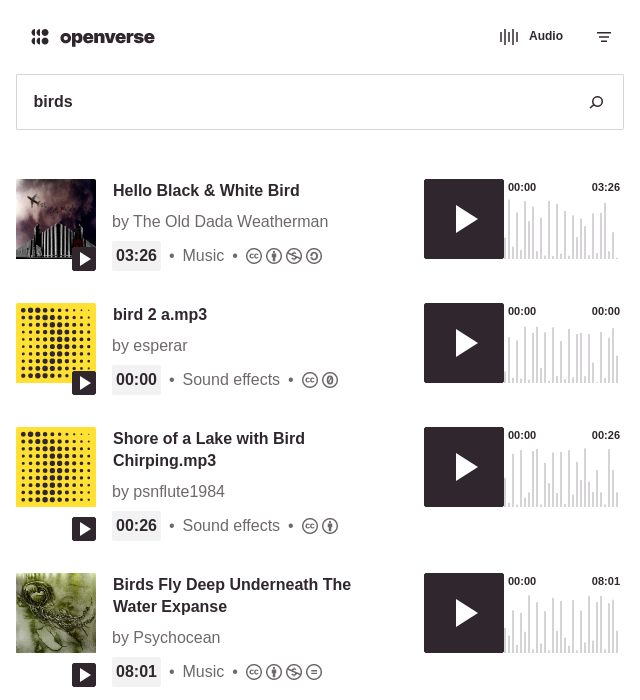 openverse
Audio
birds
Hello Black & White Bird
by The Old Dada Weatherman
03:26 • Music •
00:00 03:26
bird 2 a.mp3
by esperar
00:00 • Sound effects •
00:00 00:00
Shore of a Lake with Bird
Chirping.mp3
by psnflute1984
00:26 • Sound effects •
00:00 00:26
Birds Fly Deep Underneath The
Water Expanse
by Psychocean
08:01 • Music •
00:00 08:01